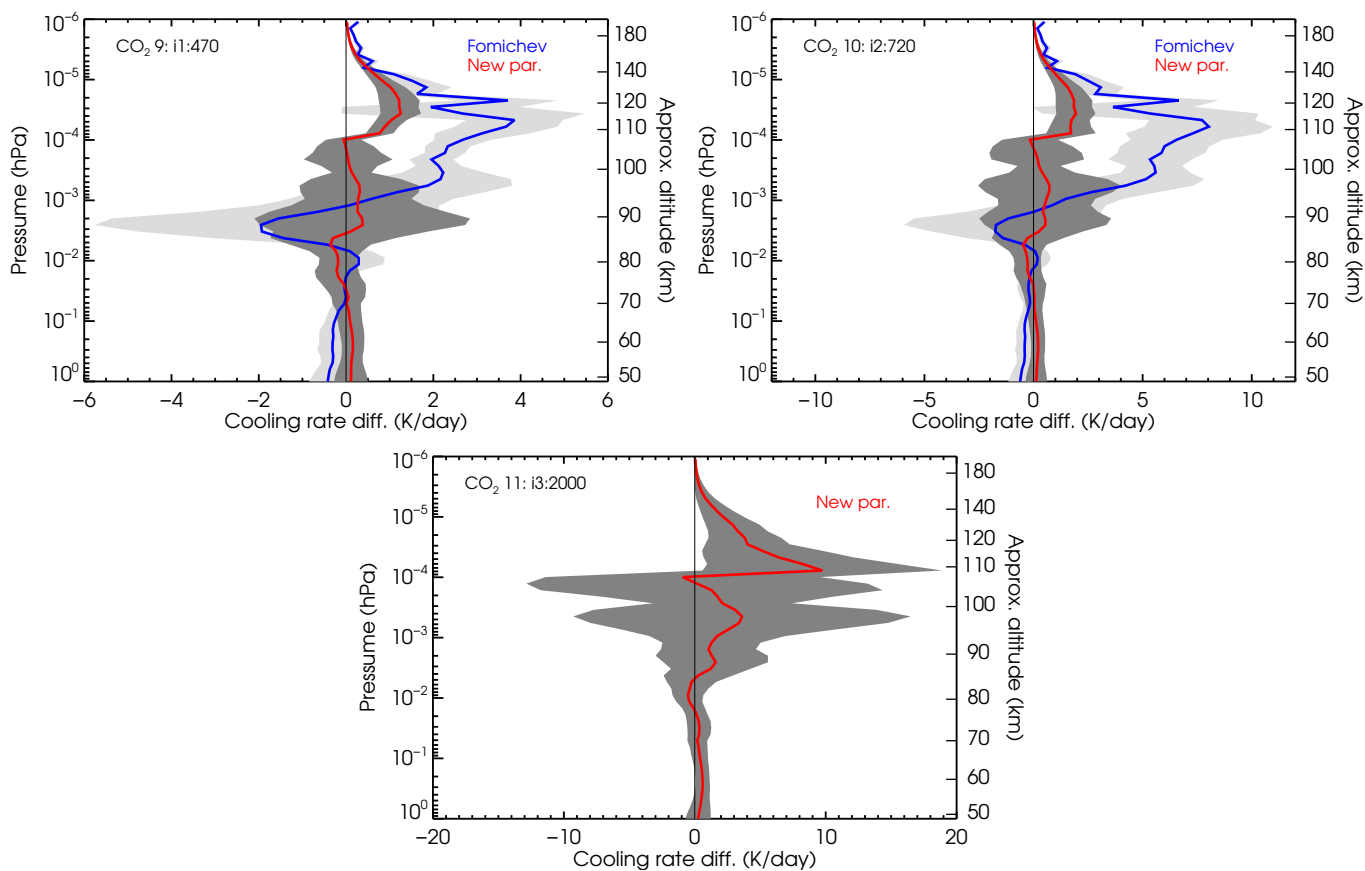 CO₂ 9: i1:470
Fomichev
New par.
10⁻⁶
10⁻⁵
10⁻⁴
10⁻³
10⁻²
10⁻¹
10⁰
Pressume (hPa)
−6 −4 −2 0 2 4 6
Cooling rate diff. (K/day)
180
140
120
110
100
90
80
70
60
50
Approx. altitude (km)
CO₂ 10: i2:720
Fomichev
New par.
10⁻⁶
10⁻⁵
10⁻⁴
10⁻³
10⁻²
10⁻¹
10⁰
Pressume (hPa)
−10 −5 0 5 10
Cooling rate diff. (K/day)
180
140
120
110
100
90
80
70
60
50
Approx. altitude (km)
CO₂ 11: i3:2000
New par.
10⁻⁶
10⁻⁵
10⁻⁴
10⁻³
10⁻²
10⁻¹
10⁰
Pressume (hPa)
−20 −10 0 10 20
Cooling rate diff. (K/day)
180
140
120
110
100
90
80
70
60
50
Approx. altitude (km)